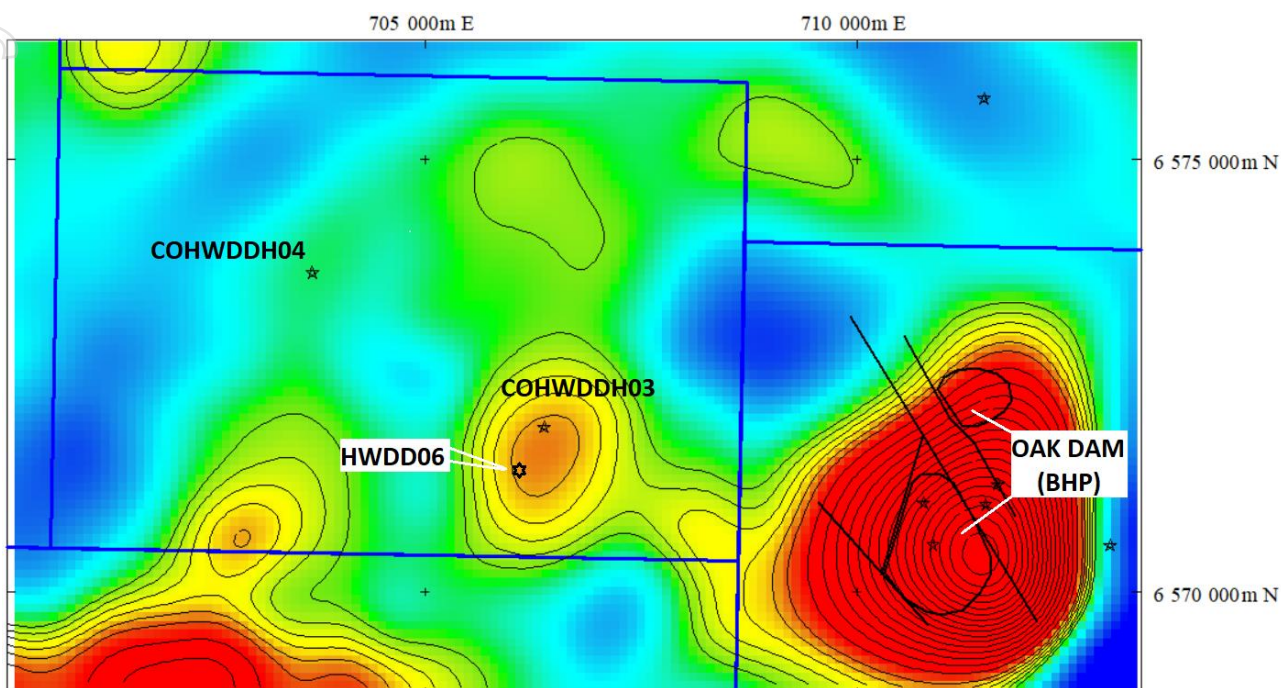 705 000m E
710 000m E
6 575 000m N
COHWDDH04
COHWDDH03
HWDD06
OAK DAM
(BHP)
6 570 000m N